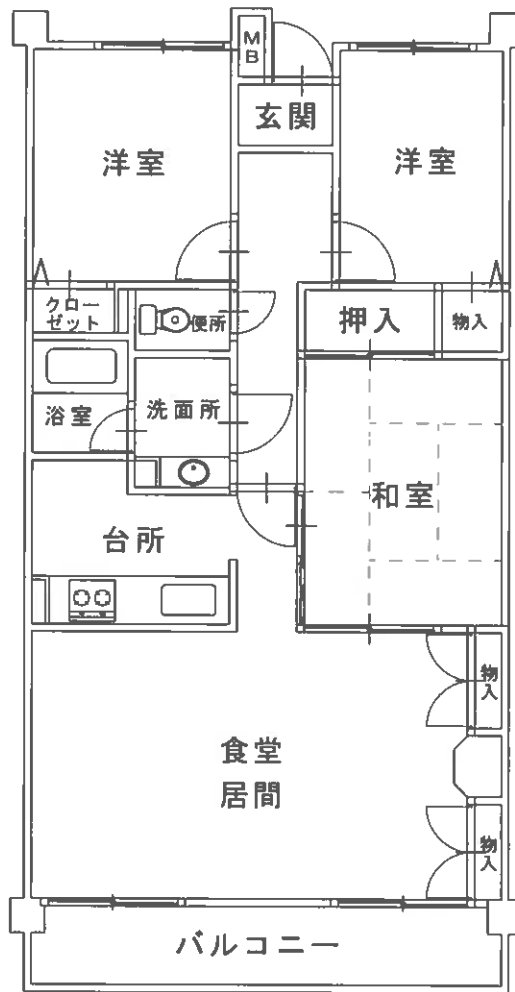 M
B
玄関
洋室
洋室
クロー
ゼット
便所
押入
物入
浴室
洗面所
和室
台所
物
入
食堂
居間
物
入
バルコニー